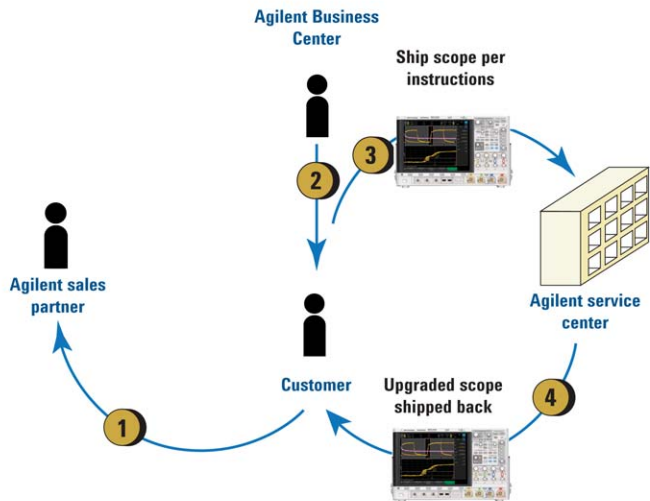 Agilent Business
Center
Ship scope per
instructions
3
2
Agilent sales
partner
Agilent service
center
Customer
Upgraded scope
shipped back
4
1